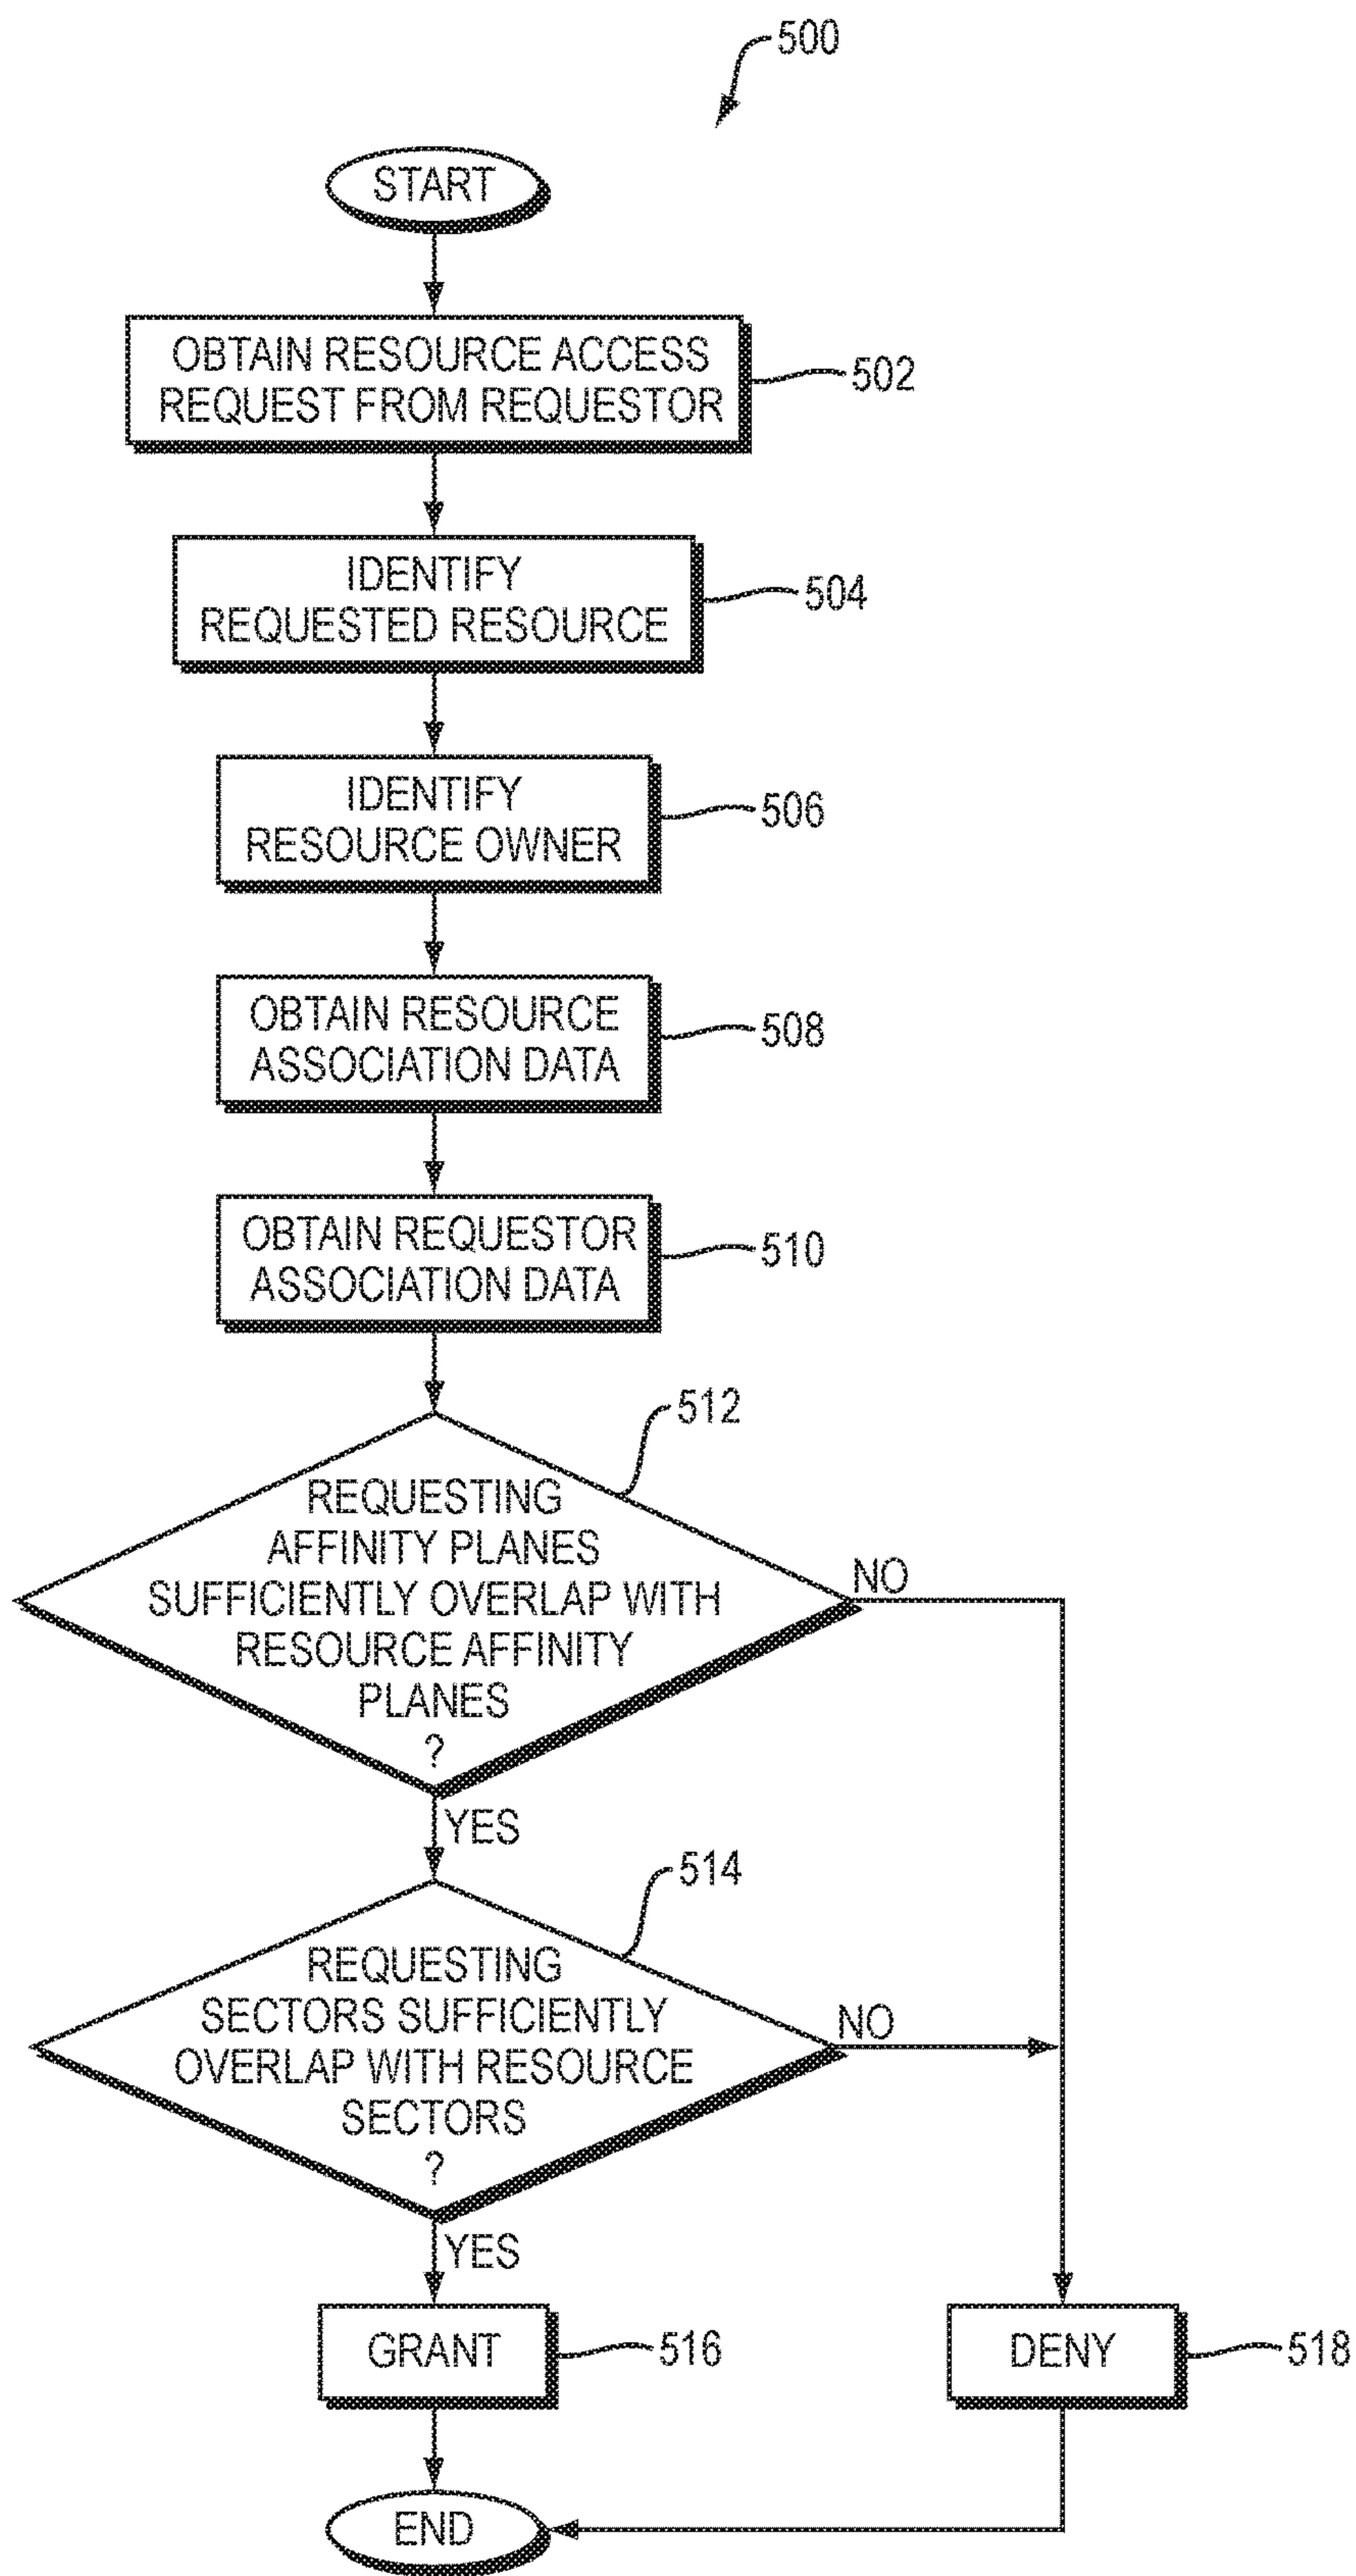 500
START
OBTAIN RESOURCE ACCESS
REQUEST FROM REQUESTOR
502
IDENTIFY
REQUESTED RESOURCE
504
IDENTIFY
RESOURCE OWNER
506
OBTAIN RESOURCE
ASSOCIATION DATA
508
OBTAIN REQUESTOR
ASSOCIATION DATA
510
512
REQUESTING
AFFINITY PLANES
SUFFICIENTLY OVERLAP WITH
RESOURCE AFFINITY
PLANES
?
NO
YES
514
REQUESTING
SECTORS SUFFICIENTLY
OVERLAP WITH RESOURCE
SECTORS
?
NO
YES
GRANT
516
DENY
518
END